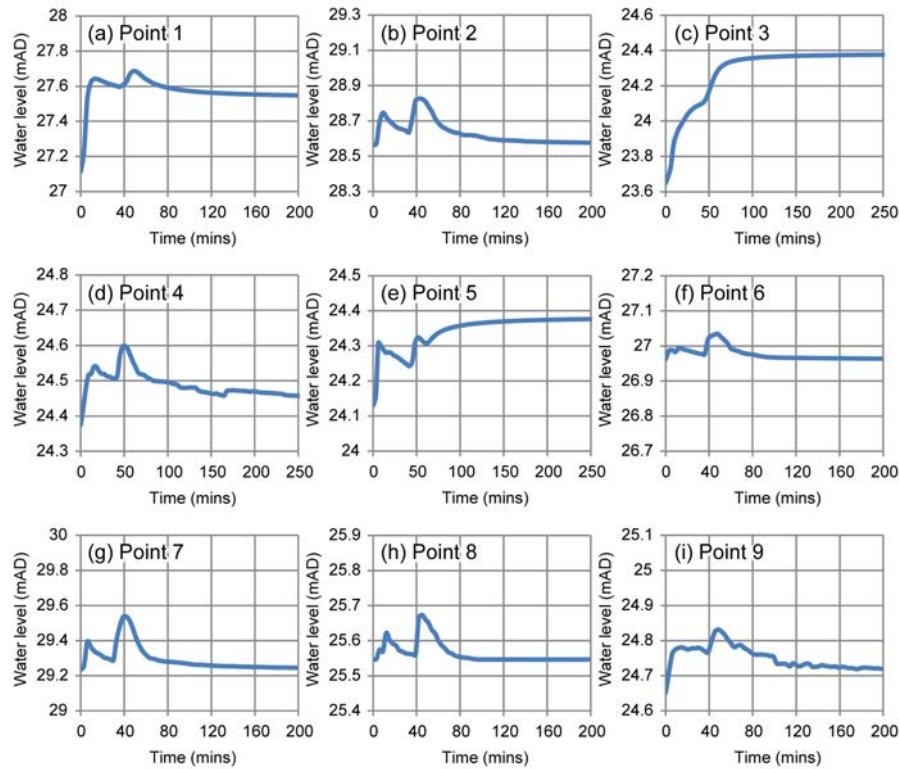 (a) Point 1
Water level (mAD)
28
27.8
27.6
27.4
27.2
27
0 40 80 120 160 200
Time (mins)
(b) Point 2
Water level (mAD)
29.3
29.1
28.9
28.7
28.5
28.3
0 40 80 120 160 200
Time (mins)
(c) Point 3
Water level (mAD)
24.6
24.4
24.2
24
23.8
23.6
0 50 100 150 200 250
Time (mins)
(d) Point 4
Water level (mAD)
24.8
24.7
24.6
24.5
24.4
24.3
0 50 100 150 200 250
Time (mins)
(e) Point 5
Water level (mAD)
24.5
24.4
24.3
24.2
24.1
24
0 50 100 150 200 250
Time (mins)
(f) Point 6
Water level (mAD)
27.2
27.1
27
26.9
26.8
26.7
0 40 80 120 160 200
Time (mins)
(g) Point 7
Water level (mAD)
30
29.8
29.6
29.4
29.2
29
0 40 80 120 160 200
Time (mins)
(h) Point 8
Water level (mAD)
25.9
25.8
25.7
25.6
25.5
25.4
0 40 80 120 160 200
Time (mins)
(i) Point 9
Water level (mAD)
25.1
25
24.9
24.8
24.7
24.6
0 40 80 120 160 200
Time (mins)